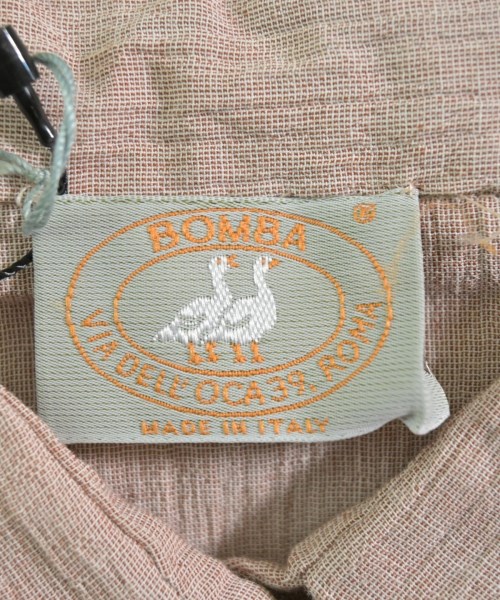 BOMBA
VIA DELL'OCA 39, ROMA
MADE IN ITALY